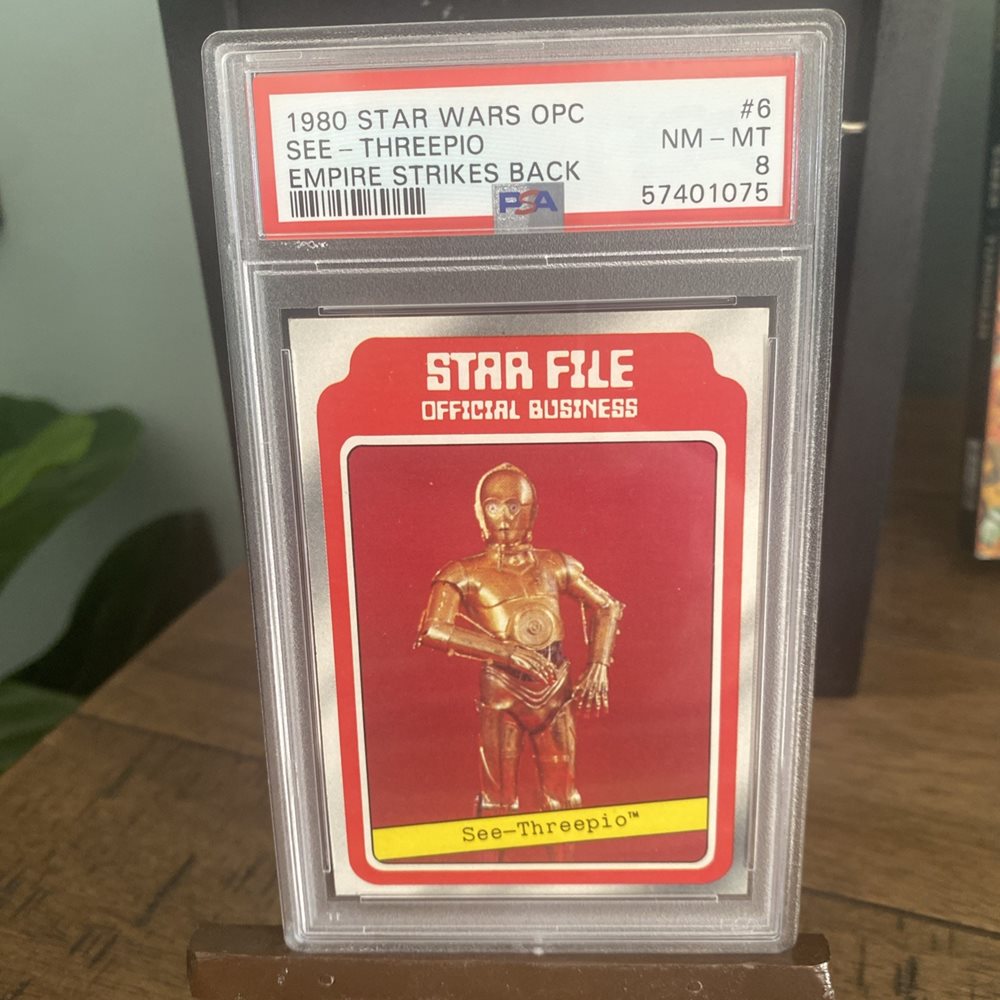 1980 STAR WARS OPC #6
SEE - THREEPIO NM - MT
EMPIRE STRIKES BACK 8
PSA 57401075
STAR FILE
OFFICIAL BUSINESS
See-Threepio™